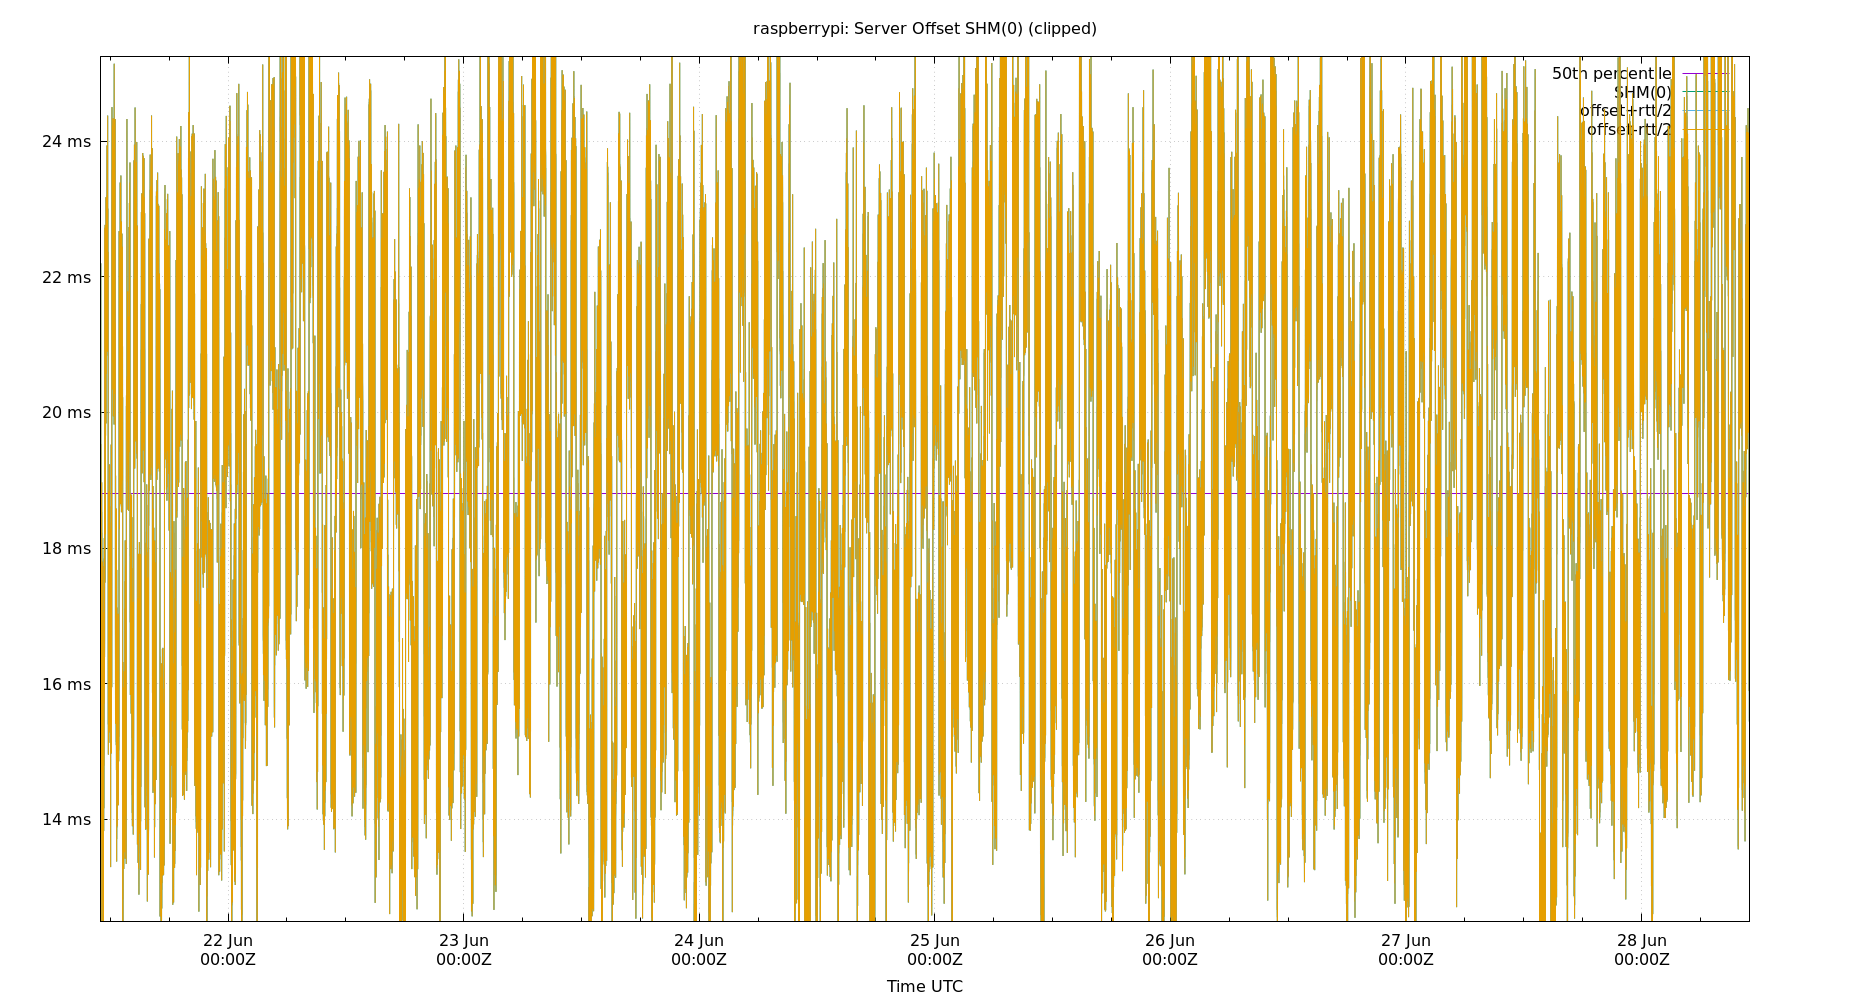 raspberrypi: Server Offset SHM(0) (clipped)
50th percentile
SHM(0)
offset+rtt/2
offset-rtt/2
24 ms
22 ms
20 ms
18 ms
16 ms
14 ms
22 Jun 23 Jun 24 Jun 25 Jun 26 Jun 27 Jun 28 Jun
00:00Z 00:00Z 00:00Z 00:00Z 00:00Z 00:00Z 00:00Z
Time UTC